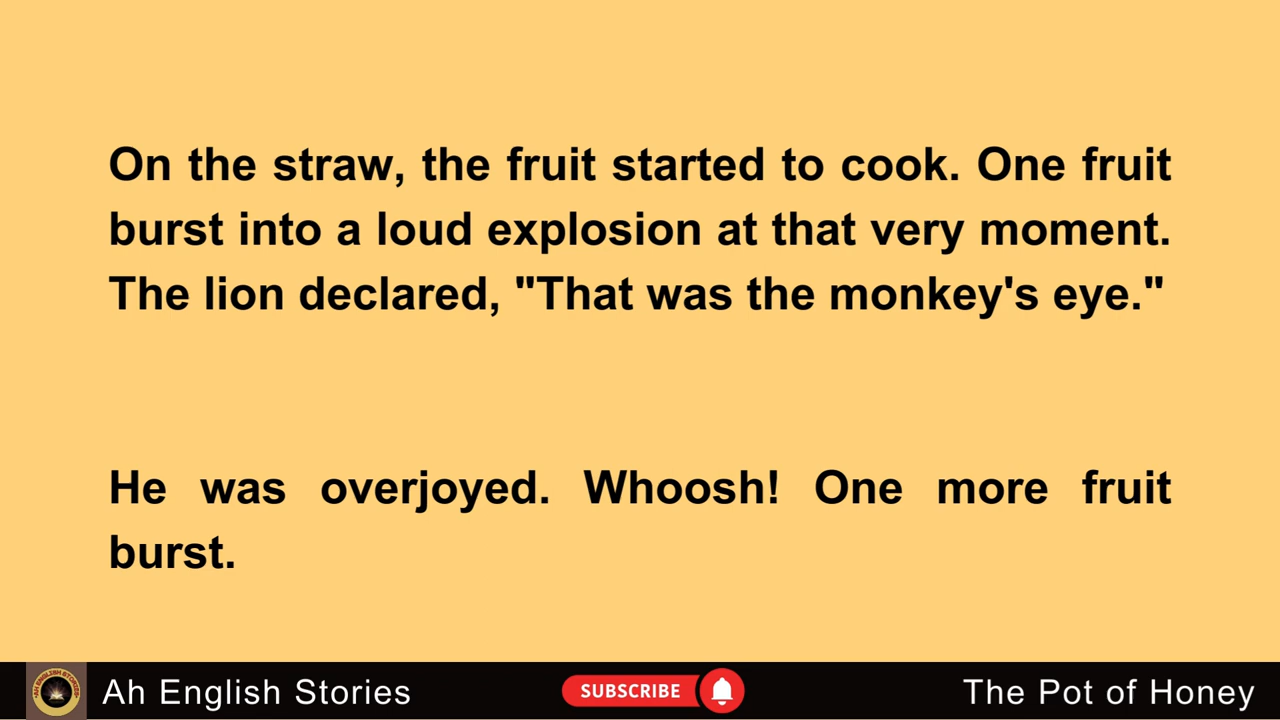 On the straw, the fruit started to cook. One fruit
burst into a loud explosion at that very moment.
The lion declared, "That was the monkey's eye."
He was overjoyed. Whoosh! One more fruit
burst.
Ah English Stories
SUBSCRIBE
The Pot of Honey